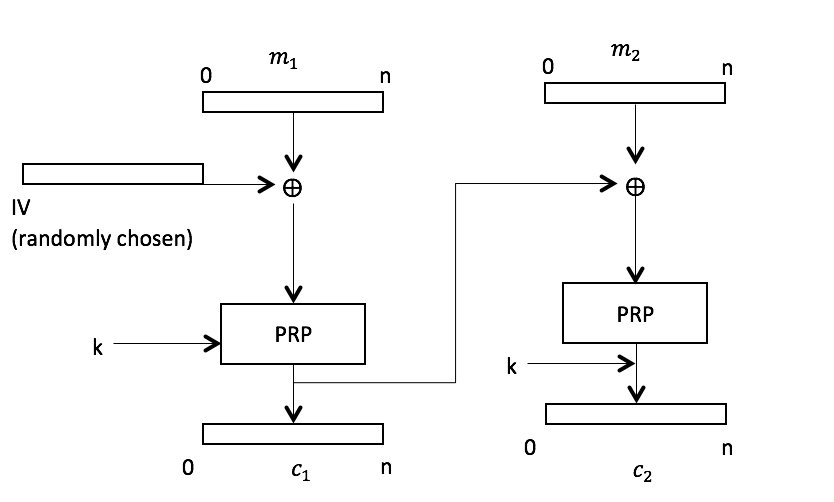 m₁
m₂
0 n
0 n
⊕
⊕
IV
(randomly chosen)
PRP
PRP
k
k
0 c₁ n
0 c₂ n